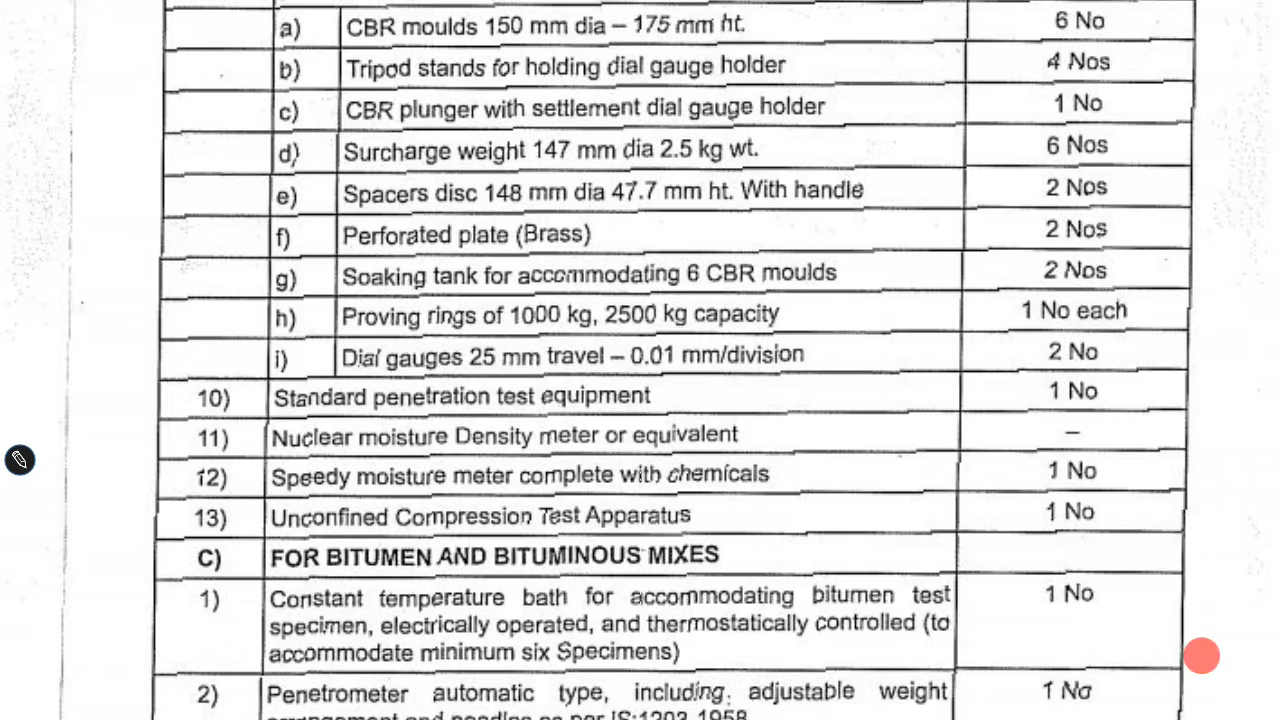 a) CBR moulds 150 mm dia – 175 mm ht. 6 No
b) Tripod stands for holding dial gauge holder 4 Nos
c) CBR plunger with settlement dial gauge holder 1 No
d) Surcharge weight 147 mm dia 2.5 kg wt. 6 Nos
e) Spacers disc 148 mm dia 47.7 mm ht. With handle 2 Nos
f) Perforated plate (Brass) 2 Nos
g) Soaking tank for accommodating 6 CBR moulds 2 Nos
h) Proving rings of 1000 kg, 2500 kg capacity 1 No each
i) Dial gauges 25 mm travel – 0.01 mm/division 2 No
10) Standard penetration test equipment 1 No
11) Nuclear moisture Density meter or equivalent –
12) Speedy moisture meter complete with chemicals 1 No
13) Unconfined Compression Test Apparatus 1 No
C) FOR BITUMEN AND BITUMINOUS MIXES
1) Constant temperature bath for accommodating bitumen test 1 No
specimen, electrically operated, and thermostatically controlled (to
accommodate minimum six Specimens)
2) Penetrometer automatic type, including, adjustable weight 1 No
arrangement and needles as per IS:1203-1958